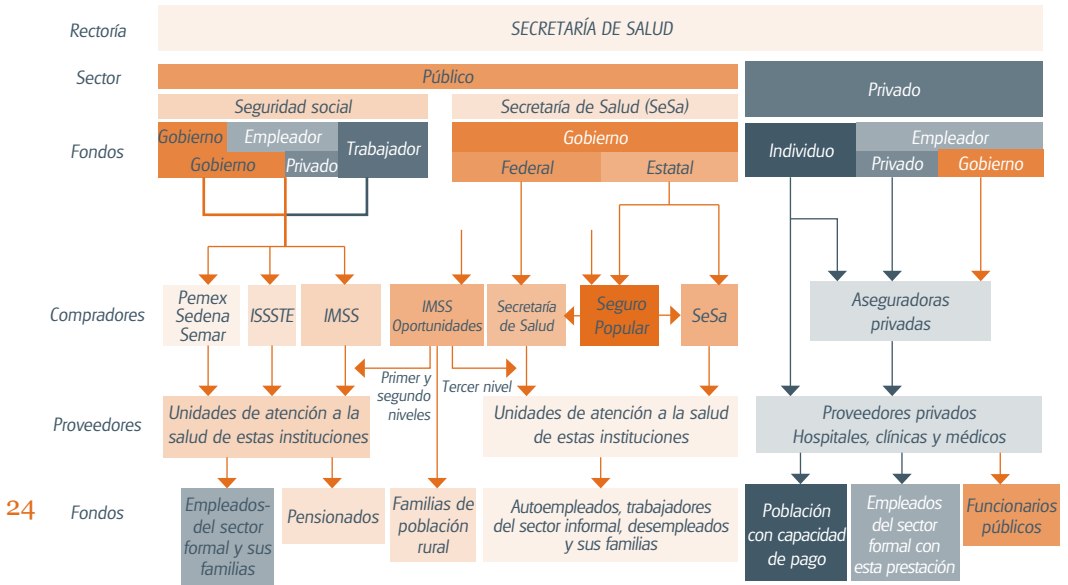 Rectoría
SECRETARÍA DE SALUD
Sector
Público
Privado
Seguridad social
Secretaría de Salud (SeSa)
Fondos
Gobierno
Empleador
Trabajador
Gobierno
Privado
Gobierno
Federal
Estatal
Individuo
Empleador
Privado
Gobierno
Compradores
Pemex
Sedena
Semar
ISSSTE
IMSS
IMSS
Oportunidades
Secretaría
de Salud
Seguro
Popular
SeSa
Aseguradoras
privadas
Primer y
segundo
niveles
Tercer nivel
Proveedores
Unidades de atención a la
salud de estas instituciones
Unidades de atención a la salud
de estas instituciones
Proveedores privados
Hospitales, clínicas y médicos
24
Fondos
Empleados-
del sector
formal y sus
familias
Pensionados
Familias de
población
rural
Autoempleados, trabajadores
del sector informal, desempleados
y sus familias
Población
con capacidad
de pago
Empleados
del sector
formal con
esta prestación
Funcionarios
públicos